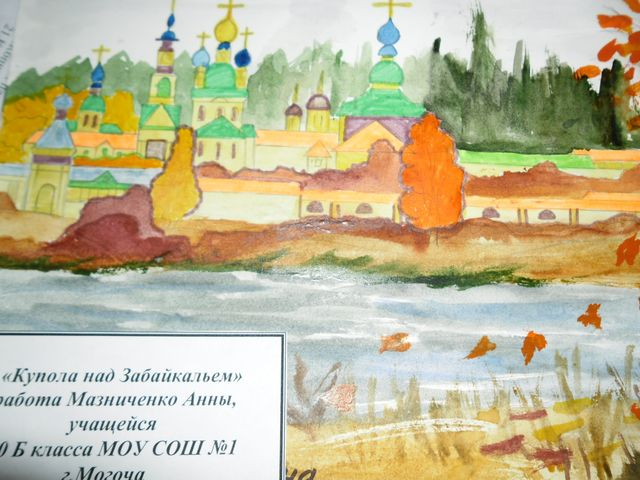 «Купола над Забайкальем»
работа Мазниченко Анны,
учащейся
0 Б класса МОУ СОШ №1
г.Могоча